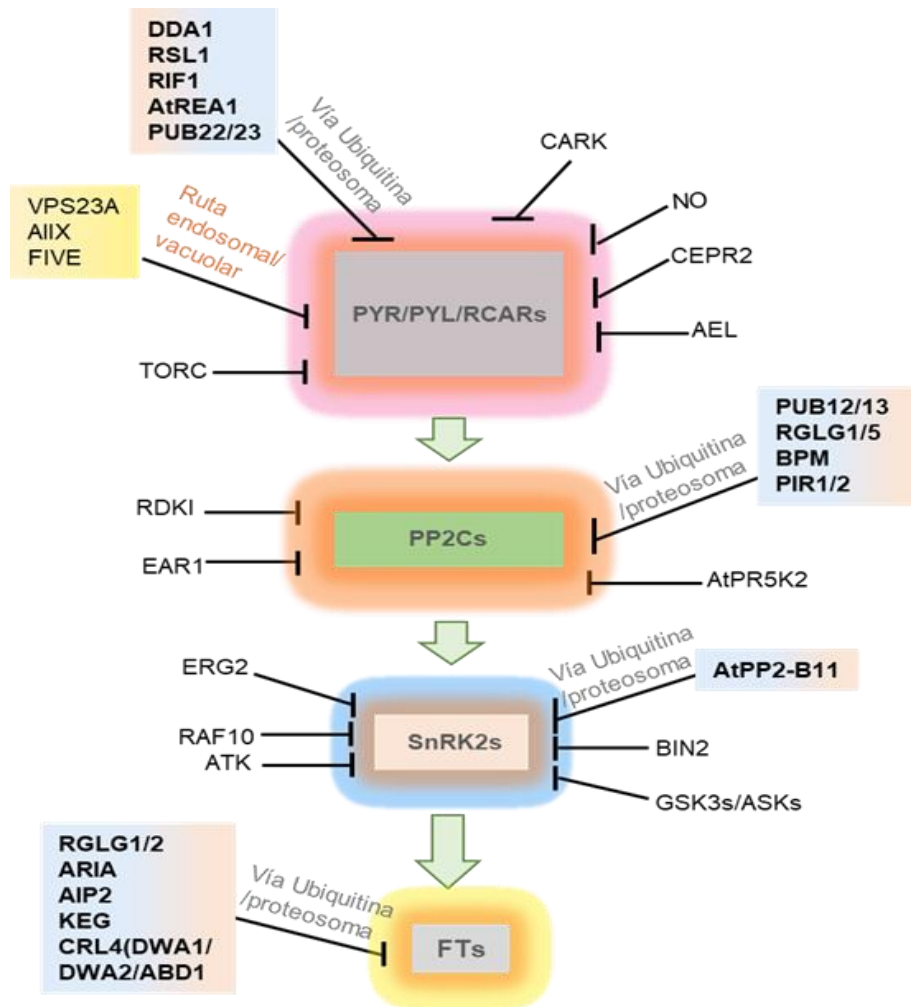 DDA1
RSL1
RIF1
AtREA1
PUB22/23
Vía Ubiquitina
/proteosoma
CARK
NO
CEPR2
AEL
VPS23A
AIIX
FIVE
Ruta
endosomal/
vacuolar
TORC
PYR/PYL/RCARs
PUB12/13
RGLG1/5
BPM
PIR1/2
Vía Ubiquitina
/proteosoma
RDKI
EAR1
PP2Cs
AtPR5K2
ERG2
RAF10
ATK
SnRK2s
Vía Ubiquitina
/proteosoma
AtPP2-B11
BIN2
GSK3s/ASKs
RGLG1/2
ARIA
AIP2
KEG
CRL4(DWA1/
DWA2/ABD1
Vía Ubiquitina
/proteosoma
FTs